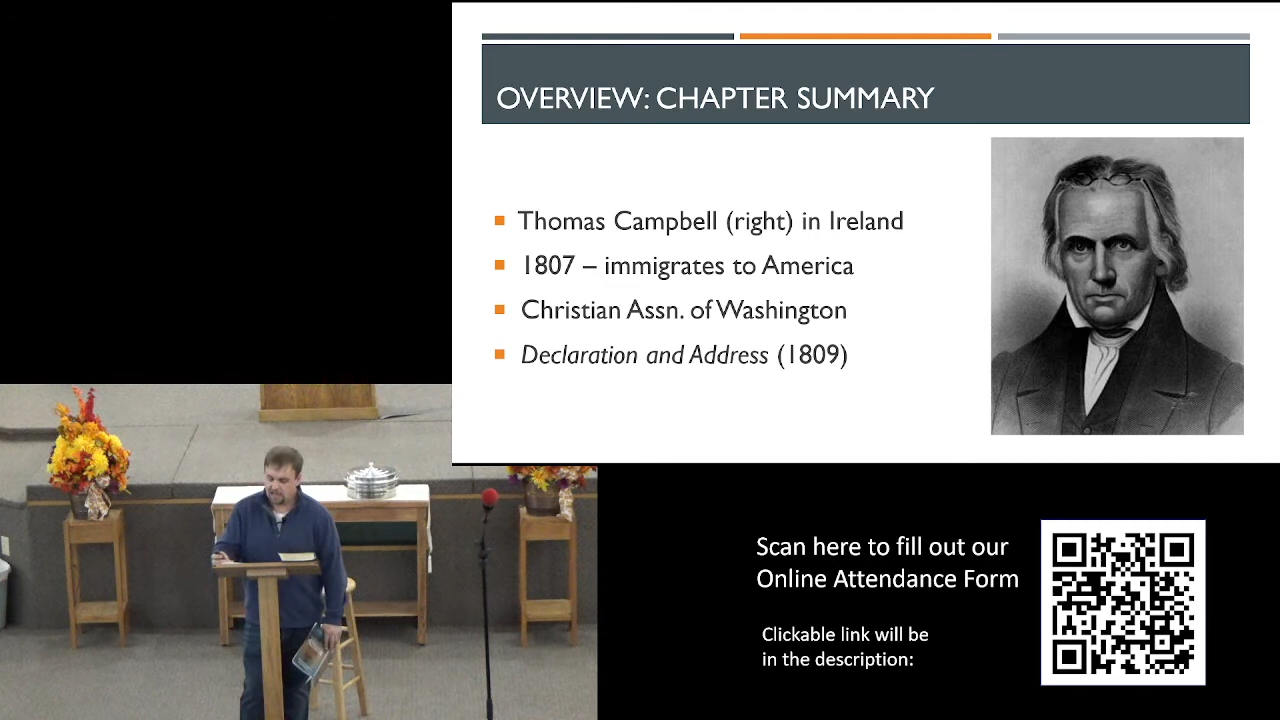 OVERVIEW: CHAPTER SUMMARY
Thomas Campbell (right) in Ireland
1807 – immigrates to America
Christian Assn. of Washington
Declaration and Address (1809)
Scan here to fill out our
Online Attendance Form
Clickable link will be
in the description: